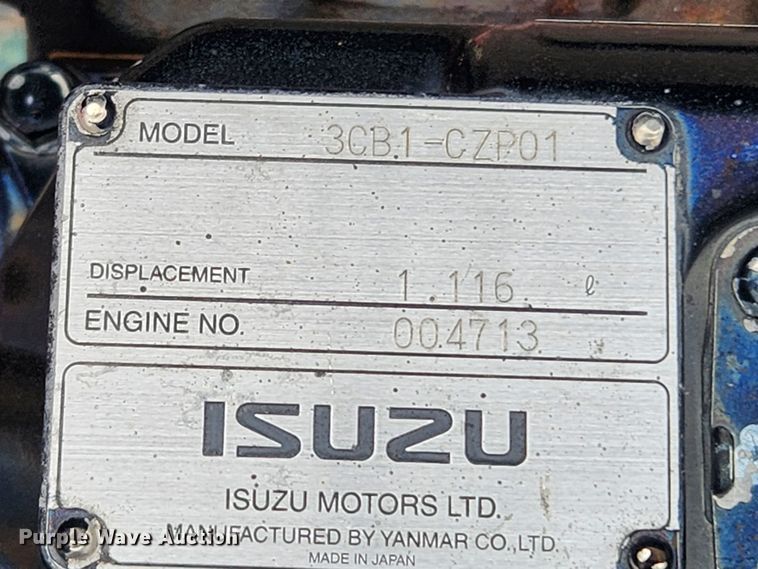 MODEL 3CB1-CZP01
DISPLACEMENT 1.116 ℓ
ENGINE NO. 004713
ISUZU
ISUZU MOTORS LTD.
MANUFACTURED BY YANMAR CO.,LTD.
MADE IN JAPAN
Purple Wave Auction